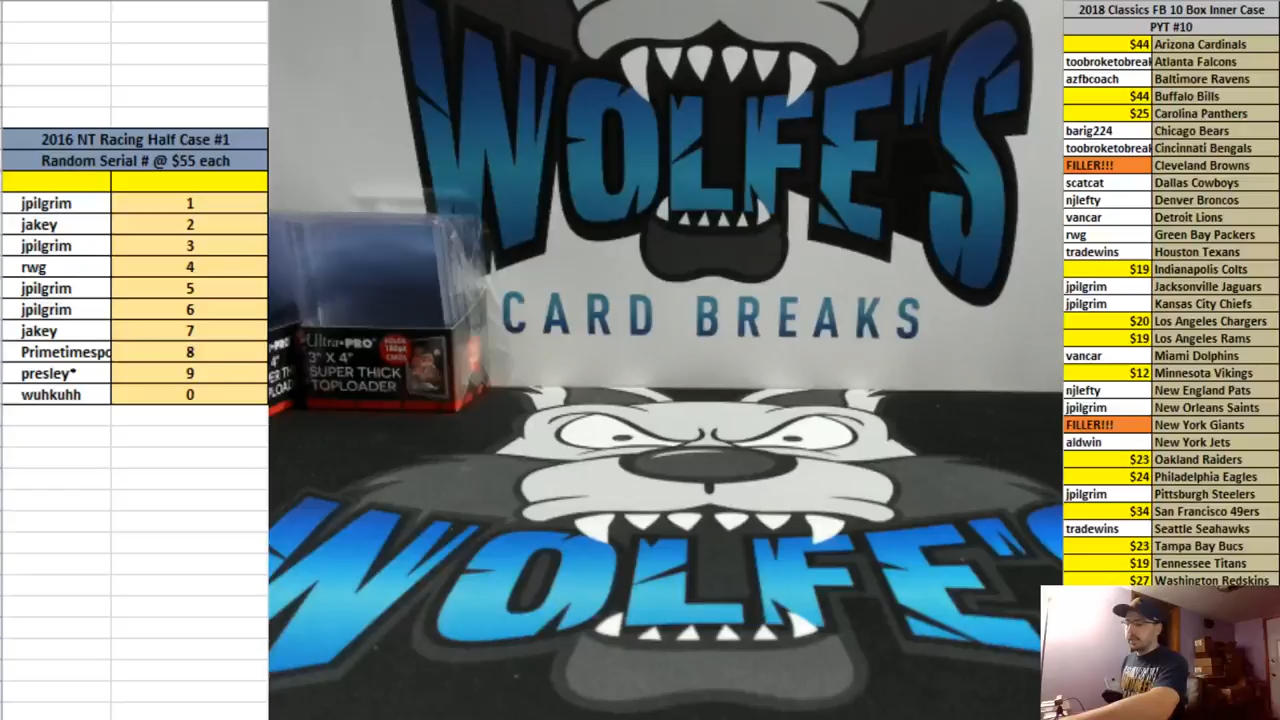 2016 NT Racing Half Case #1
Random Serial # @ $55 each
jpilgrim 1
jakey 2
jpilgrim 3
rwg 4
jpilgrim 5
jpilgrim 6
jakey 7
Primetimespo 8
presley* 9
wuhkuhh 0
WOLFE'S
CARD BREAKS
Ultra•PRO
3" X 4"
SUPER THICK
TOPLOADER
WOLFE'S
2018 Classics FB 10 Box Inner Case
PYT #10
$44 Arizona Cardinals
toobroketobreak Atlanta Falcons
azfbcoach Baltimore Ravens
$44 Buffalo Bills
$25 Carolina Panthers
barig224 Chicago Bears
toobroketobreak Cincinnati Bengals
FILLER!!! Cleveland Browns
scatcat Dallas Cowboys
njlefty Denver Broncos
vancar Detroit Lions
rwg Green Bay Packers
tradewins Houston Texans
$19 Indianapolis Colts
jpilgrim Jacksonville Jaguars
jpilgrim Kansas City Chiefs
$20 Los Angeles Chargers
$19 Los Angeles Rams
vancar Miami Dolphins
$12 Minnesota Vikings
njlefty New England Pats
jpilgrim New Orleans Saints
FILLER!!! New York Giants
aldwin New York Jets
$23 Oakland Raiders
$24 Philadelphia Eagles
jpilgrim Pittsburgh Steelers
$34 San Francisco 49ers
tradewins Seattle Seahawks
$23 Tampa Bay Bucs
$19 Tennessee Titans
$27 Washington Redskins